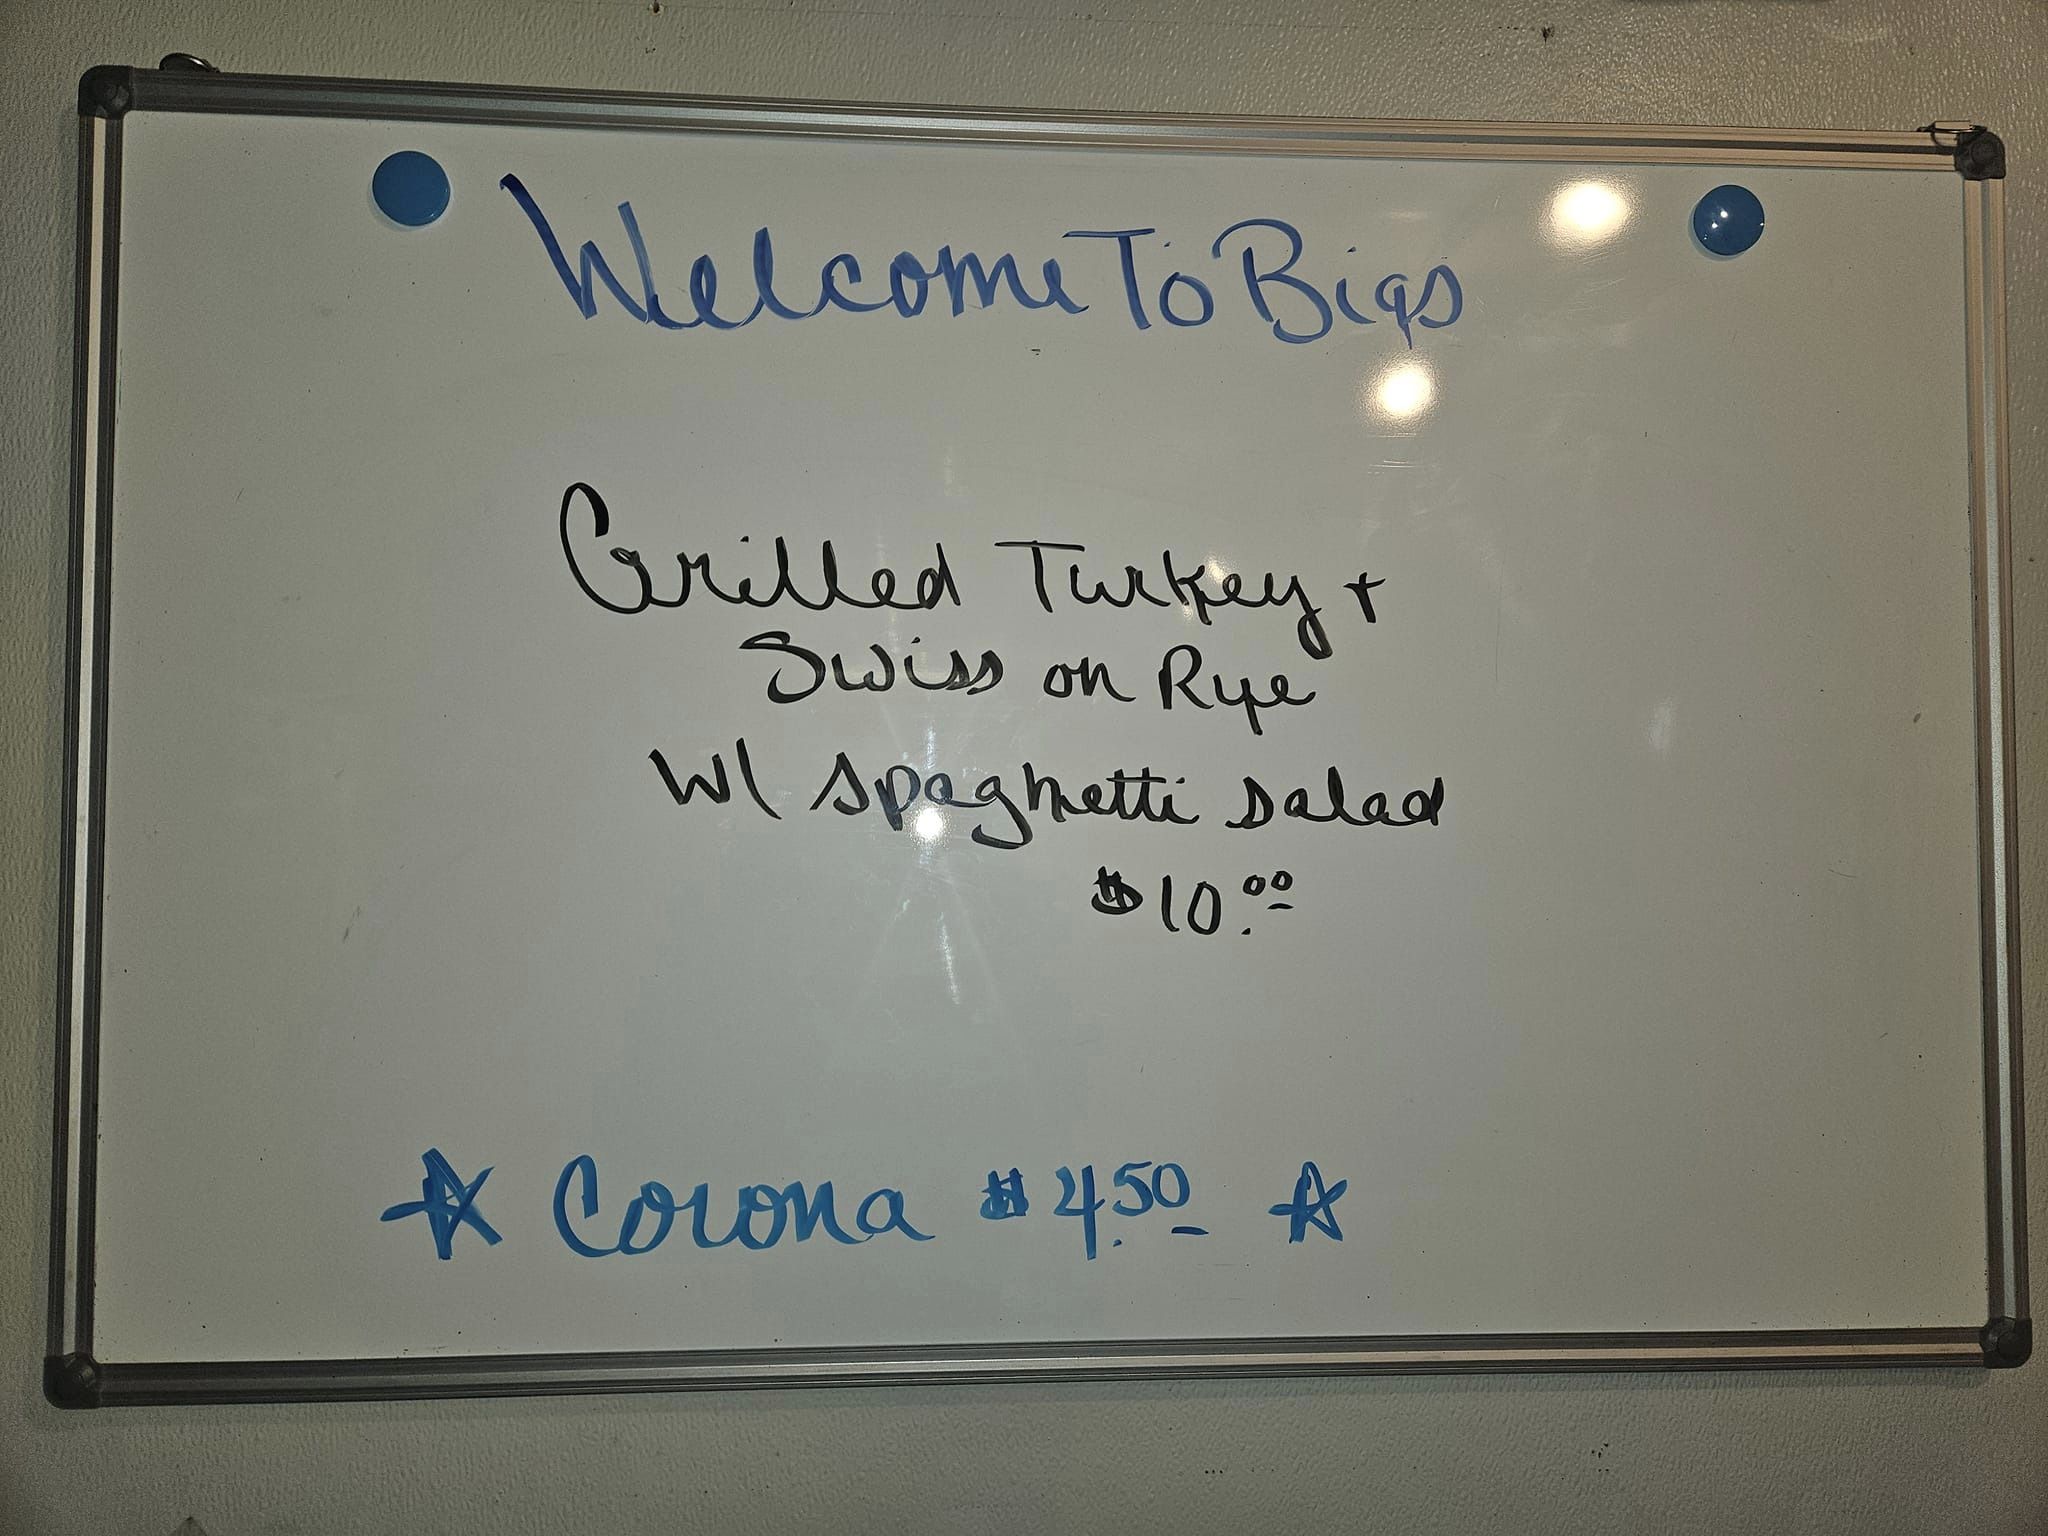 Welcome To Bigs
Grilled Turkey +
Swiss on Rye
W/ spaghetti salad
$10.00
☆ Corona $4.50 ☆